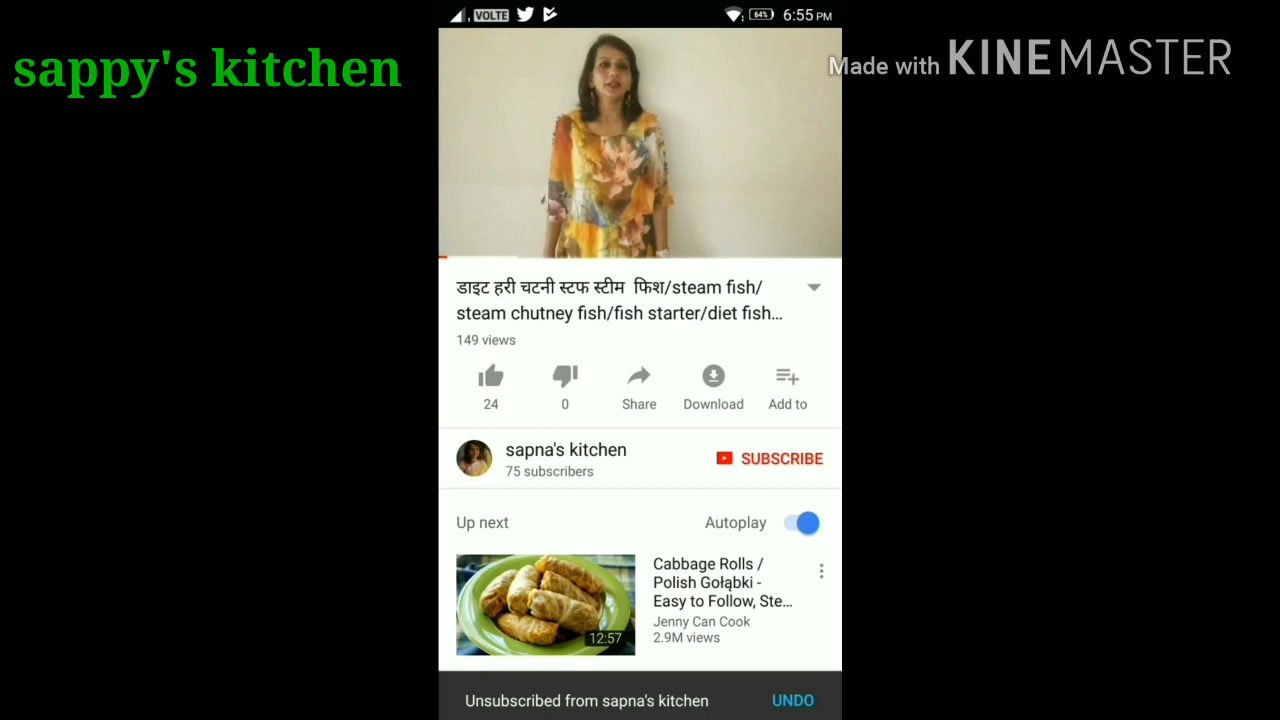 VOLTE
64%
6:55 PM
sappy's kitchen
Made with KINEMASTER
डाइट हरी चटनी स्टफ स्टीम फिश/steam fish/
steam chutney fish/fish starter/diet fish...
149 views
24
0
Share
Download
Add to
sapna's kitchen
75 subscribers
SUBSCRIBE
Up next
Autoplay
Cabbage Rolls /
Polish Gołąbki -
Easy to Follow, Ste...
Jenny Can Cook
2.9M views
12:57
Unsubscribed from sapna's kitchen
UNDO